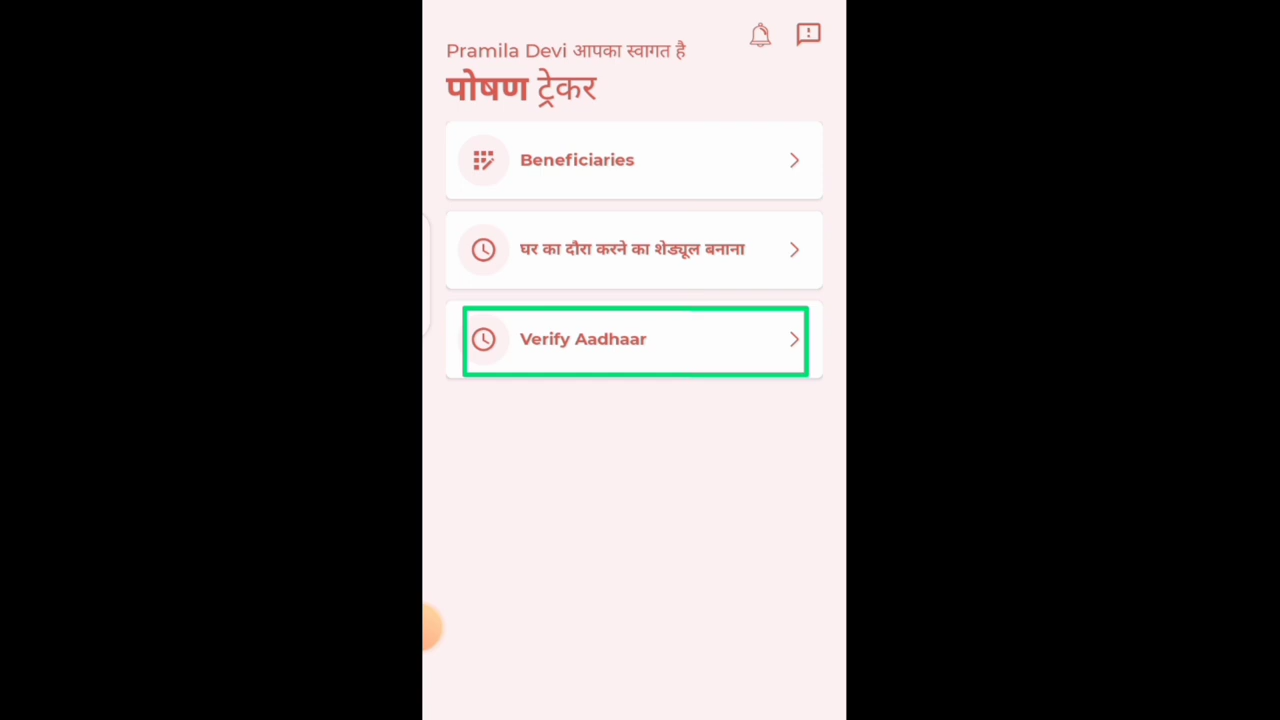 Pramila Devi आपका स्वागत है
पोषण ट्रेकर
Beneficiaries
घर का दौरा करने का शेड्यूल बनाना
Verify Aadhaar